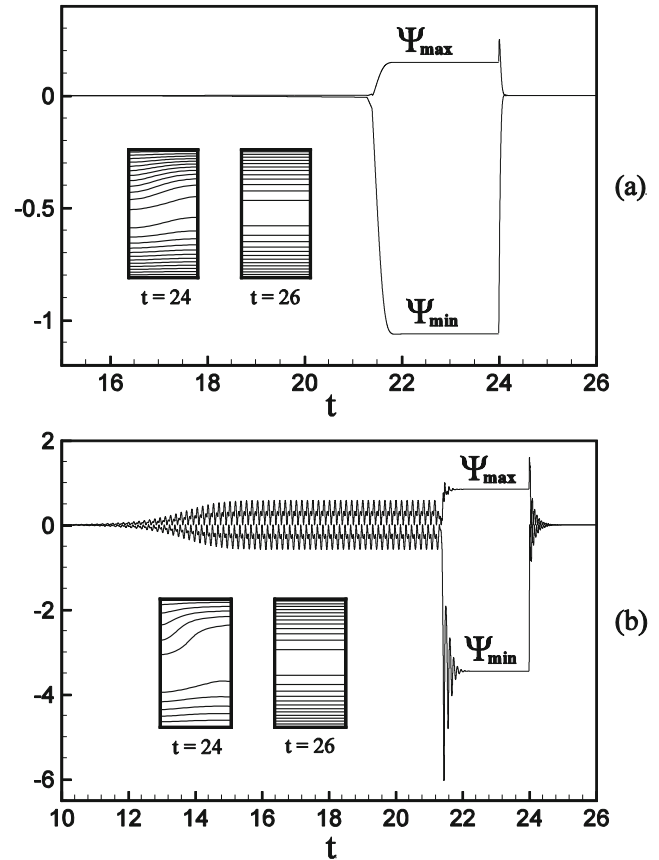 Ψmax
0
-0.5
-1
t = 24
t = 26
Ψmin
(a)
16 18 20 22 24 26
t
2
0
-2
-4
-6
Ψmax
Ψmin
t = 24
t = 26
(b)
10 12 14 16 18 20 22 24 26
t